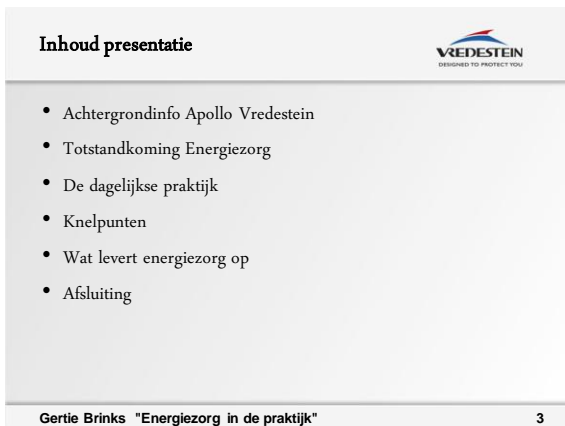 Inhoud presentatie
VREDESTEIN
DESIGNED TO PROTECT YOU
• Achtergrondinfo Apollo Vredestein
• Totstandkoming Energiezorg
• De dagelijkse praktijk
• Knelpunten
• Wat levert energiezorg op
• Afsluiting
Gertie Brinks "Energiezorg in de praktijk" 3